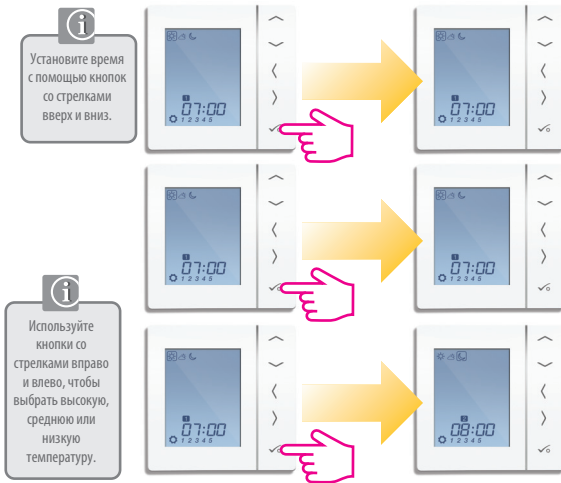 Установите время
с помощью кнопок
со стрелками
вверх и вниз.
1
07:00
1 2 3 4 5
1
07:00
1 2 3 4 5
1
07:00
1 2 3 4 5
1
07:00
1 2 3 4 5
Используйте
кнопки со
стрелками вправо
и влево, чтобы
выбрать высокую,
среднюю или
низкую
температуру.
1
07:00
1 2 3 4 5
2
08:00
1 2 3 4 5